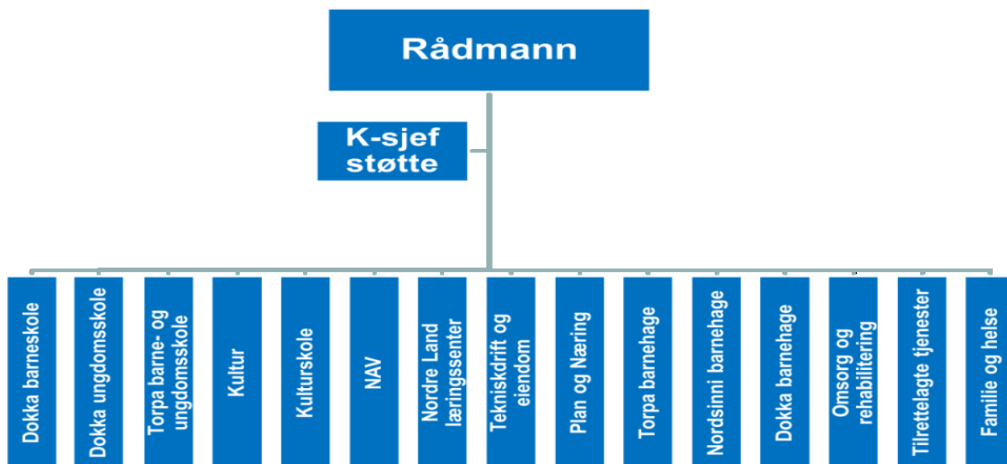 Rådmann
K-sjef
støtte
Dokka barneskole
Dokka ungdomsskole
Torpa barne- og
ungdomsskole
Kultur
Kulturskole
NAV
Nordre Land
læringssenter
Tekniskdrift og
eiendom
Plan og Næring
Torpa barnehage
Nordsinni barnehage
Dokka barnehage
Omsorg og
rehabilitering
Tilrettelagte tjenester
Familie og helse